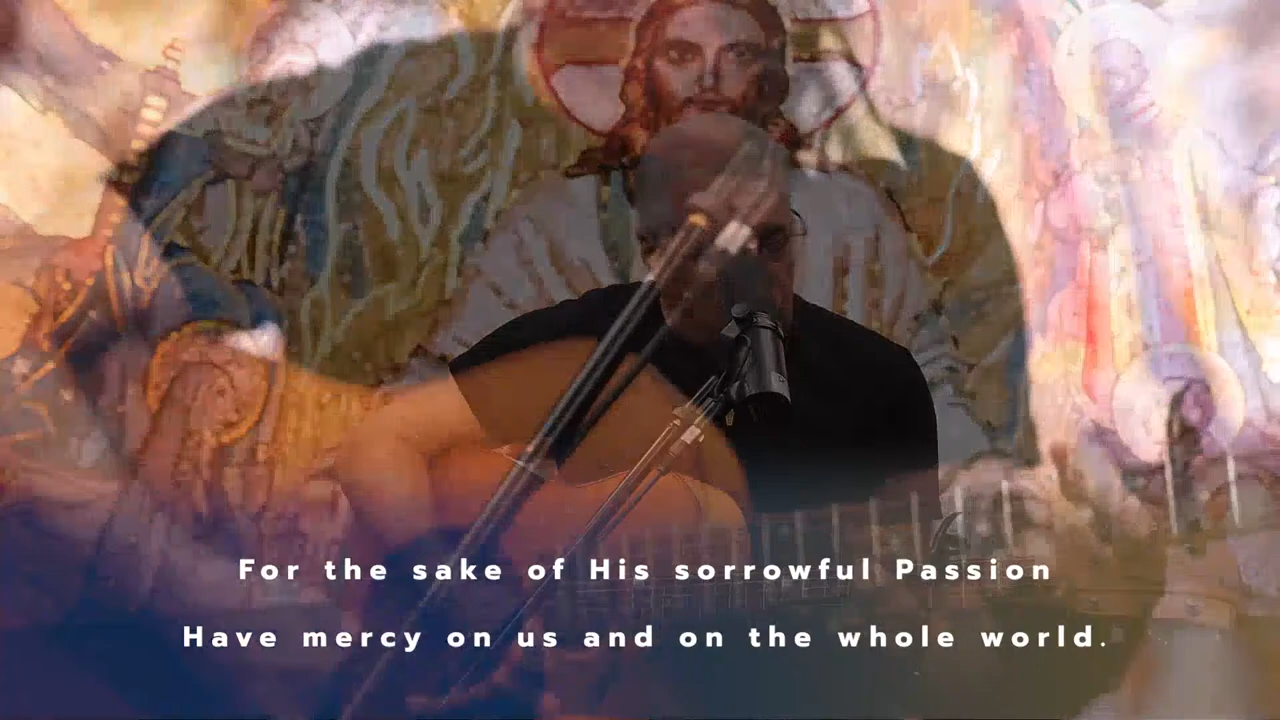 For the sake of His sorrowful Passion
Have mercy on us and on the whole world.